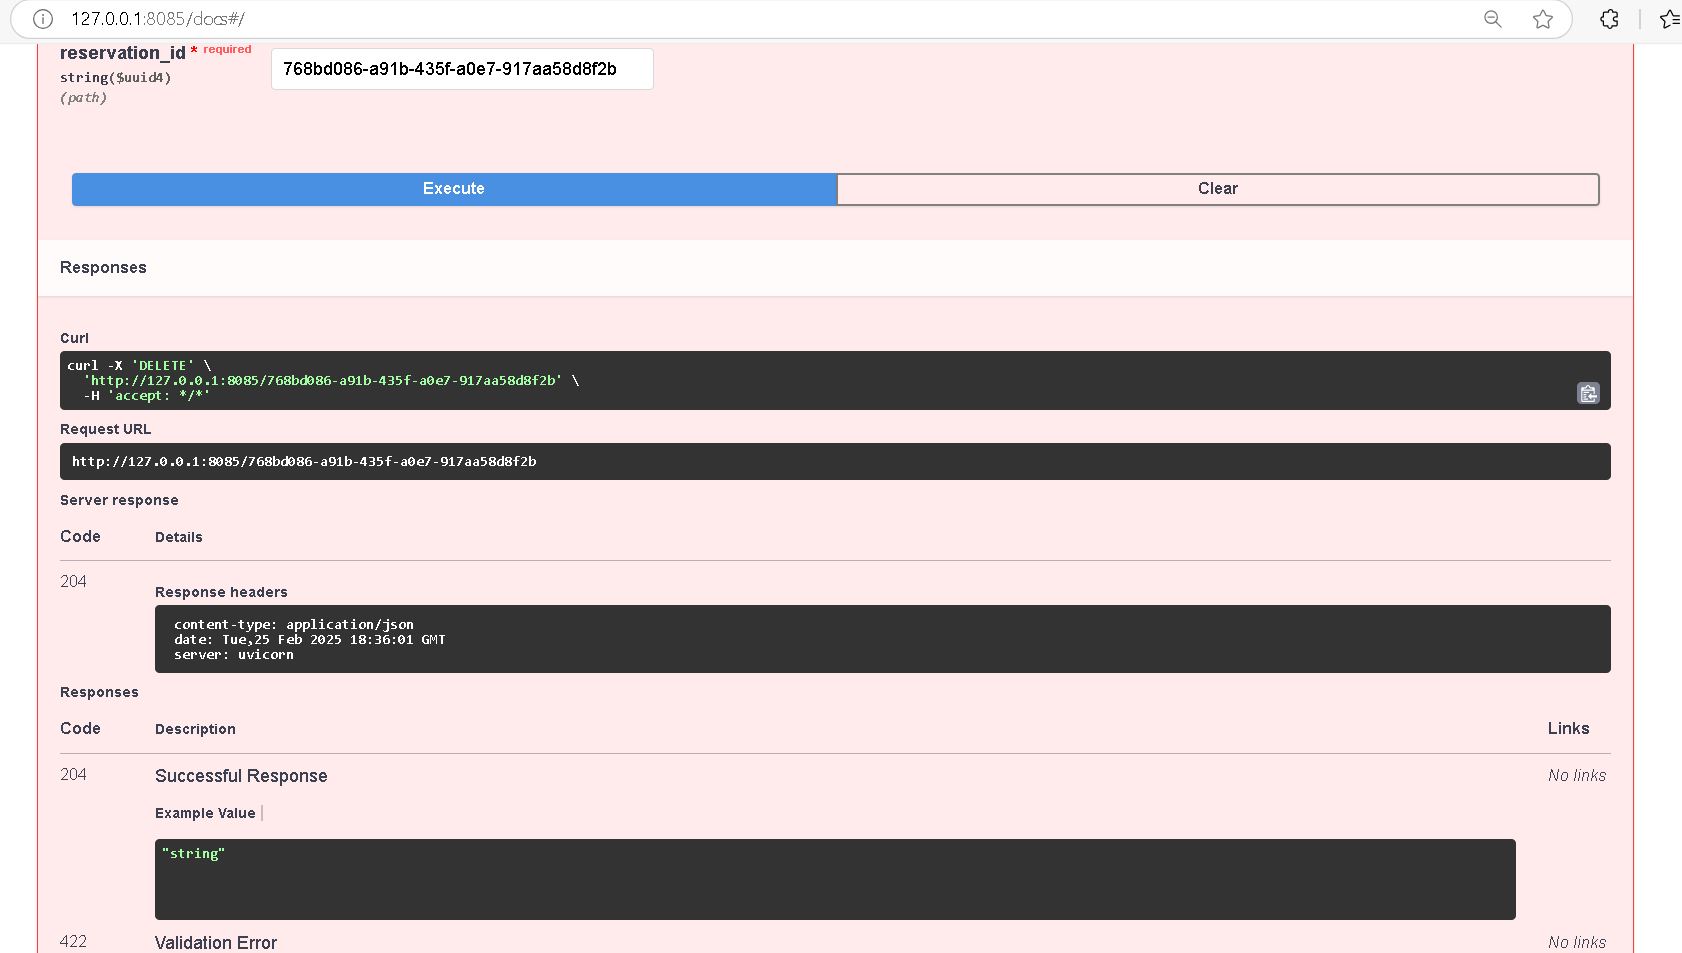 127.0.0.1:8085/docs#/
reservation_id * required
string($uuid4)
(path)
768bd086-a91b-435f-a0e7-917aa58d8f2b
Execute
Clear
Responses
Curl
curl -X 'DELETE' \
'http://127.0.0.1:8085/768bd086-a91b-435f-a0e7-917aa58d8f2b' \
-H 'accept: */*'
Request URL
http://127.0.0.1:8085/768bd086-a91b-435f-a0e7-917aa58d8f2b
Server response
Code Details
204
Response headers
content-type: application/json
date: Tue,25 Feb 2025 18:36:01 GMT
server: uvicorn
Responses
Code Description Links
204 Successful Response No links
Example Value
"string"
422 Validation Error No links